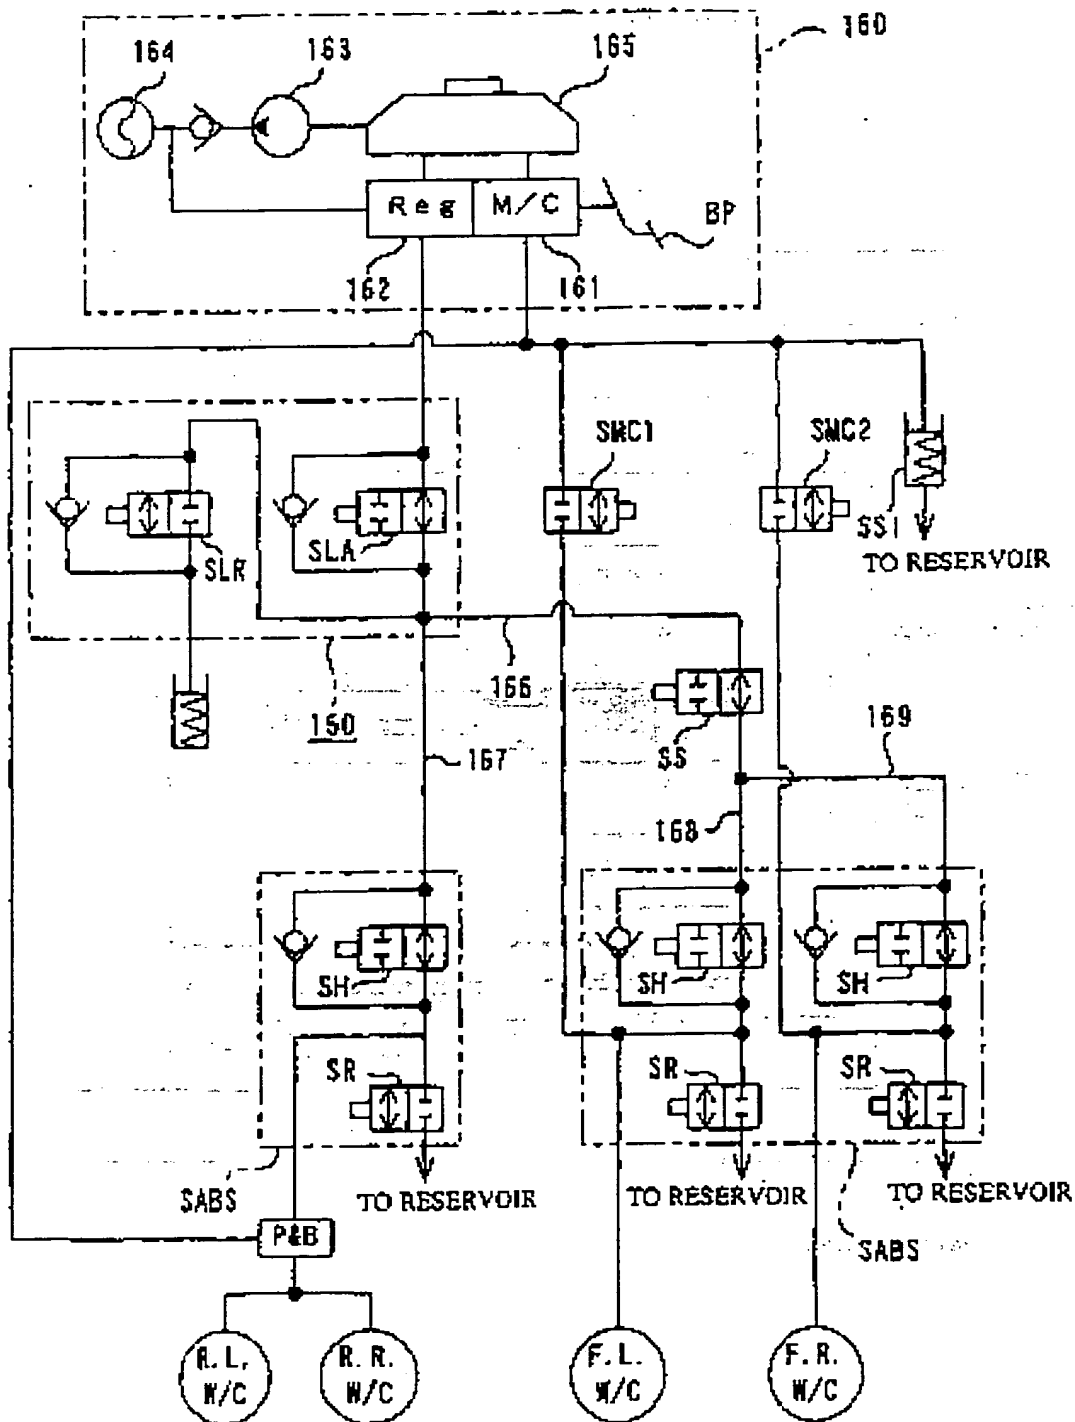 160
164
163
165
Reg
M/C
BP
162
161
SMC1
SMC2
SLR
SLA
SS1
TO RESERVOIR
166
150
SS
169
167
168
SH
SH
SH
SR
SR
SR
SABS
TO RESERVOIR
TO RESERVOIR
TO RESERVOIR
P&B
SABS
R.L.
W/C
R.R.
W/C
F.L.
W/C
F.R.
W/C